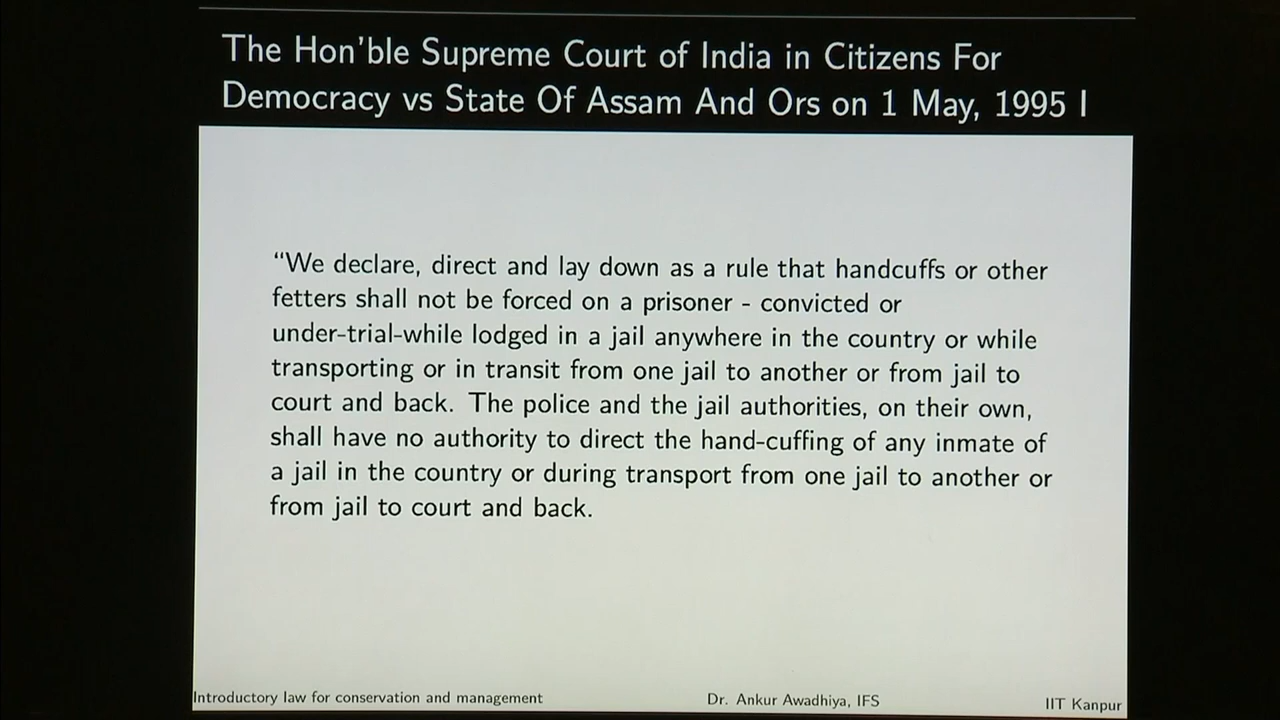 The Hon'ble Supreme Court of India in Citizens For
Democracy vs State Of Assam And Ors on 1 May, 1995 I
“We declare, direct and lay down as a rule that handcuffs or other
fetters shall not be forced on a prisoner - convicted or
under-trial-while lodged in a jail anywhere in the country or while
transporting or in transit from one jail to another or from jail to
court and back. The police and the jail authorities, on their own,
shall have no authority to direct the hand-cuffing of any inmate of
a jail in the country or during transport from one jail to another or
from jail to court and back.
Introductory law for conservation and management Dr. Ankur Awadhiya, IFS IIT Kanpur